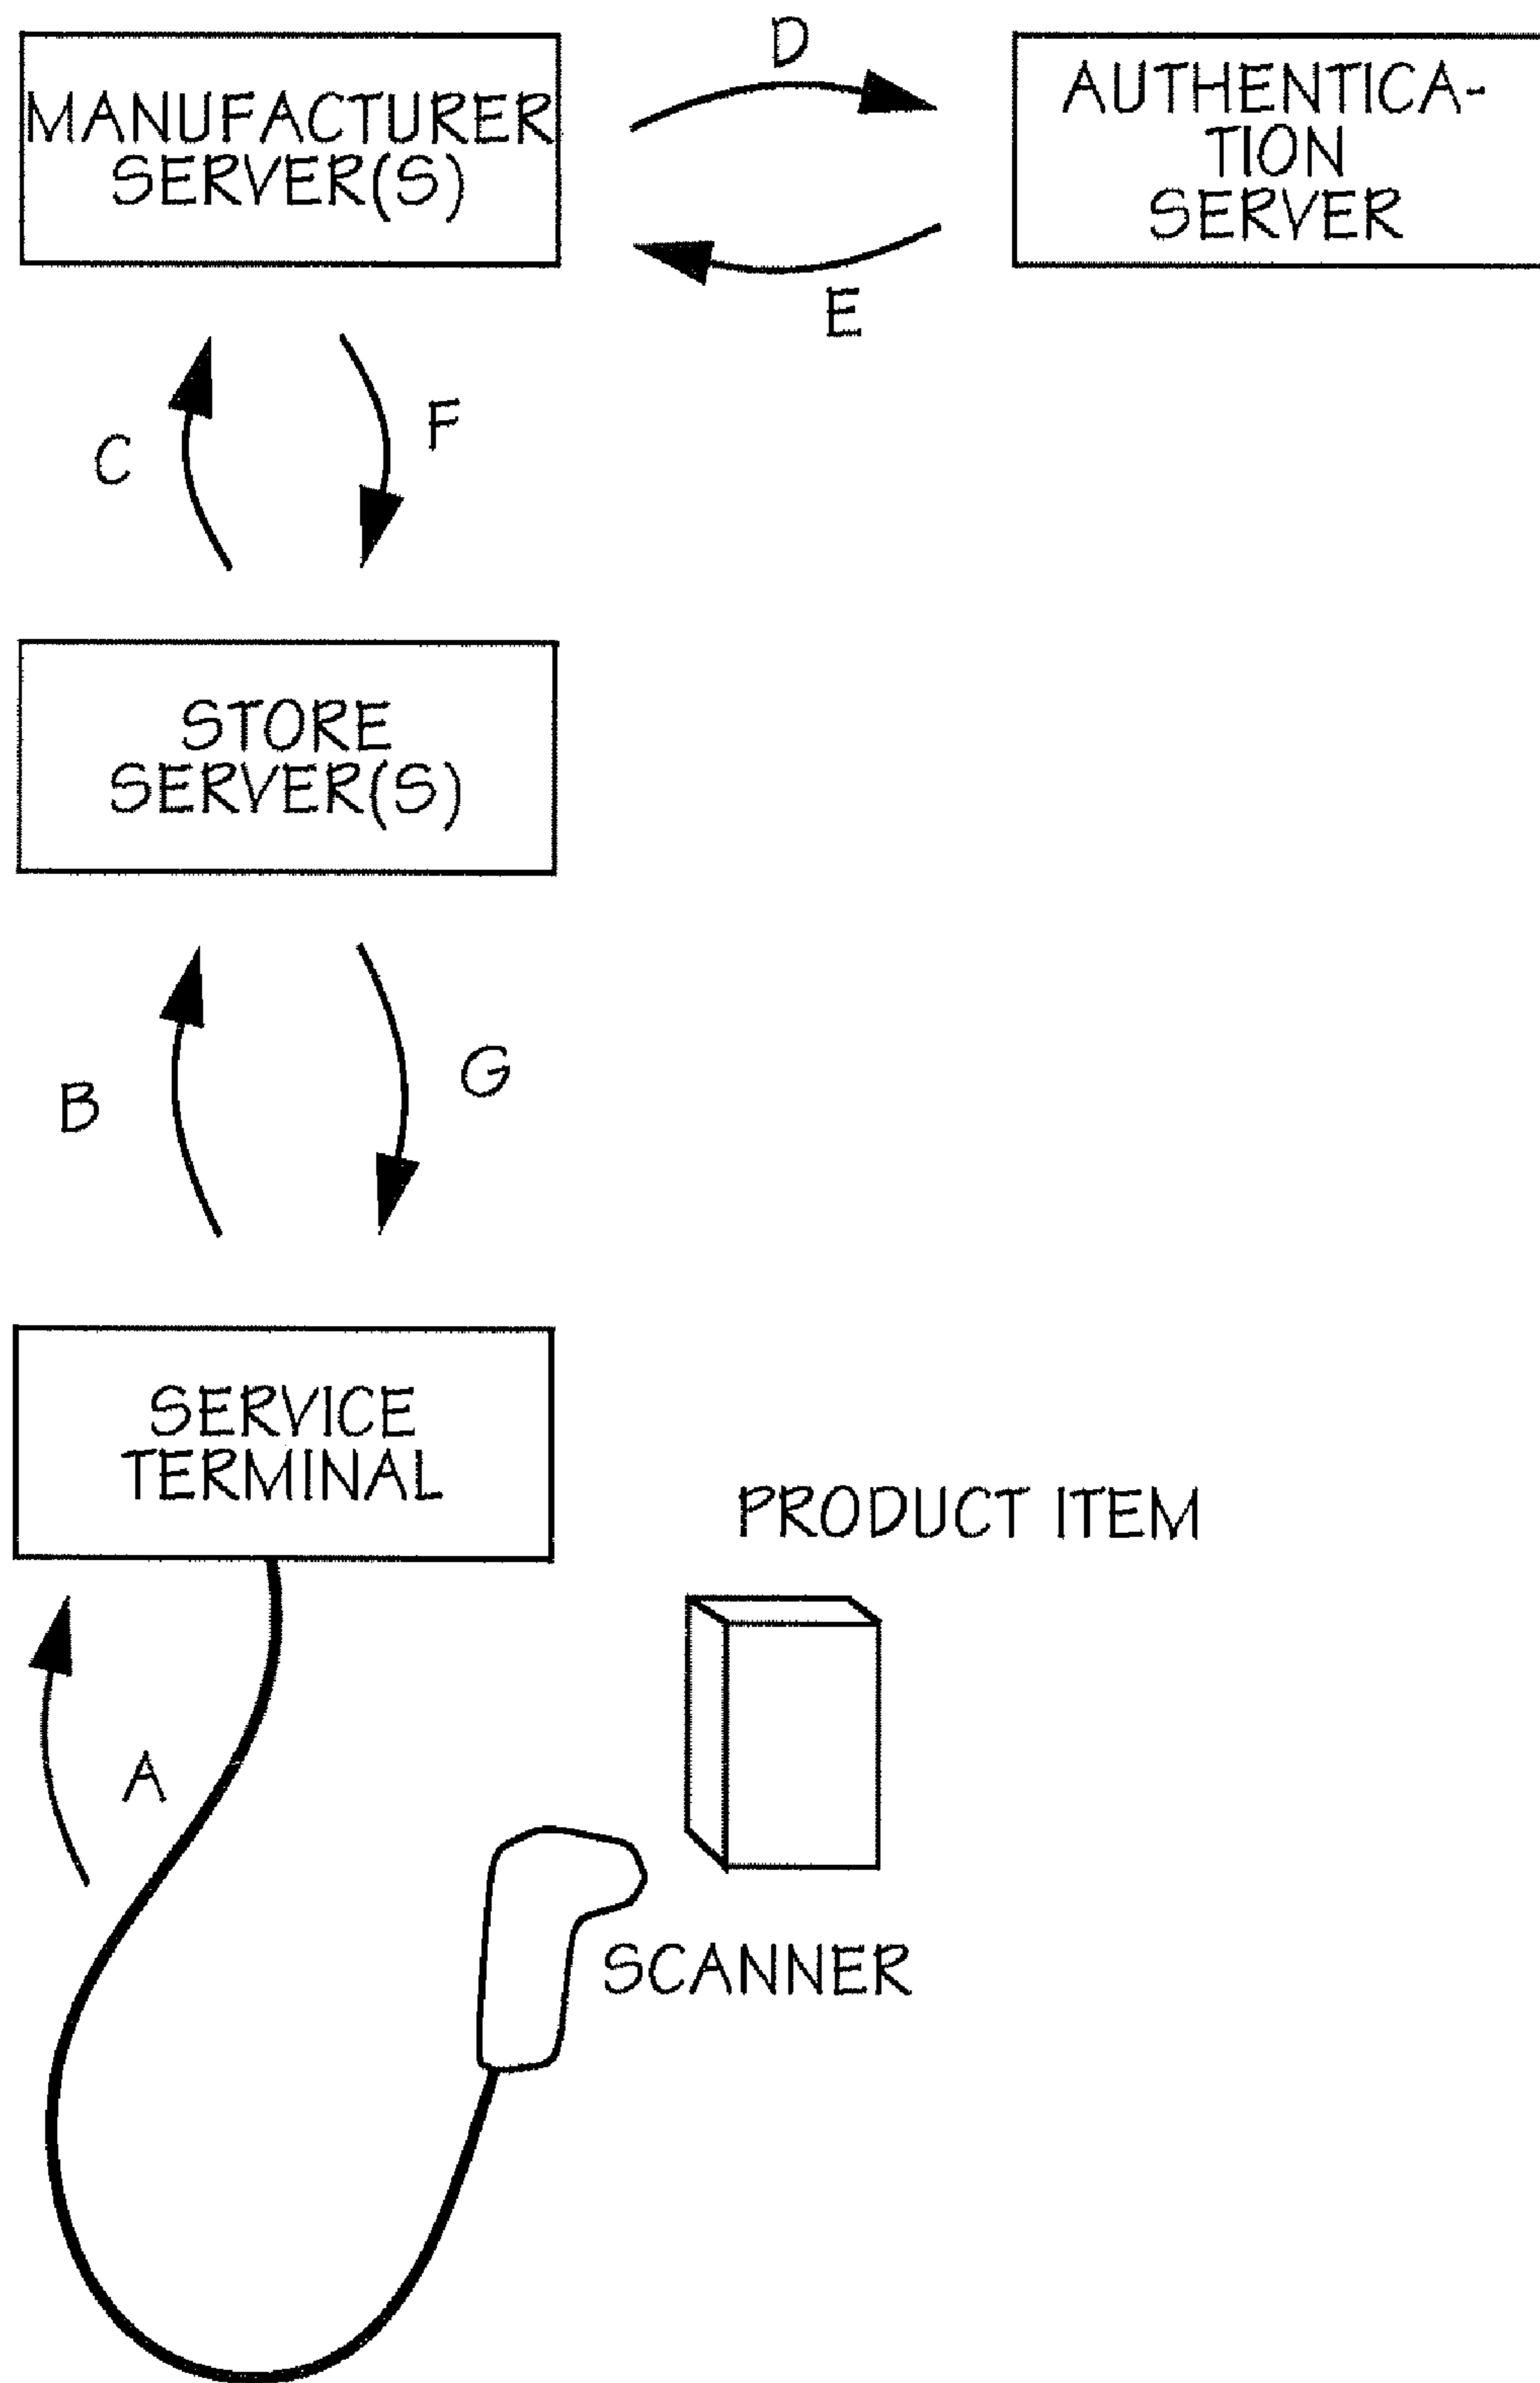 D
MANUFACTURER
SERVER(S)
AUTHENTICA-
TION
SERVER
E
C
F
STORE
SERVER(S)
B
G
SERVICE
TERMINAL
PRODUCT ITEM
A
SCANNER